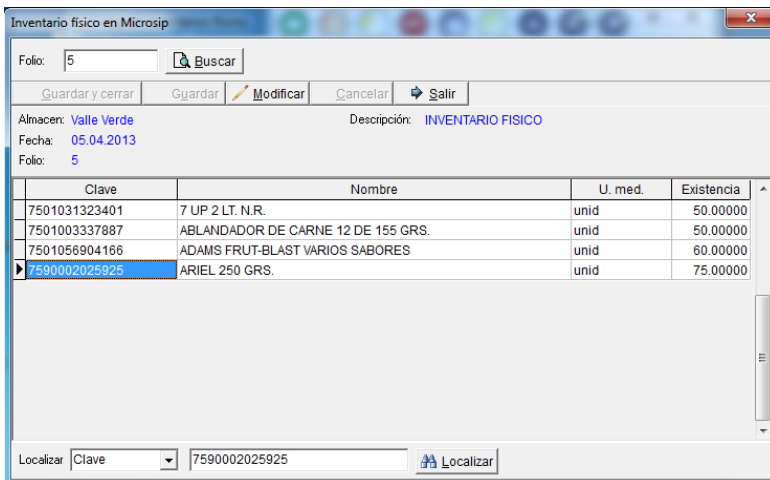 Inventario físico en Microsip
Folio: 5 Buscar
Guardar y cerrar Guardar Modificar Cancelar Salir
Almacen: Valle Verde Descripción: INVENTARIO FISICO
Fecha: 05.04.2013
Folio: 5
Clave Nombre U. med. Existencia
7501031323401 7 UP 2 LT. N.R. unid 50.00000
7501003337887 ABLANDADOR DE CARNE 12 DE 155 GRS. unid 50.00000
7501056904166 ADAMS FRUT-BLAST VARIOS SABORES unid 60.00000
7590002025925 ARIEL 250 GRS. unid 75.00000
Localizar Clave 7590002025925 Localizar